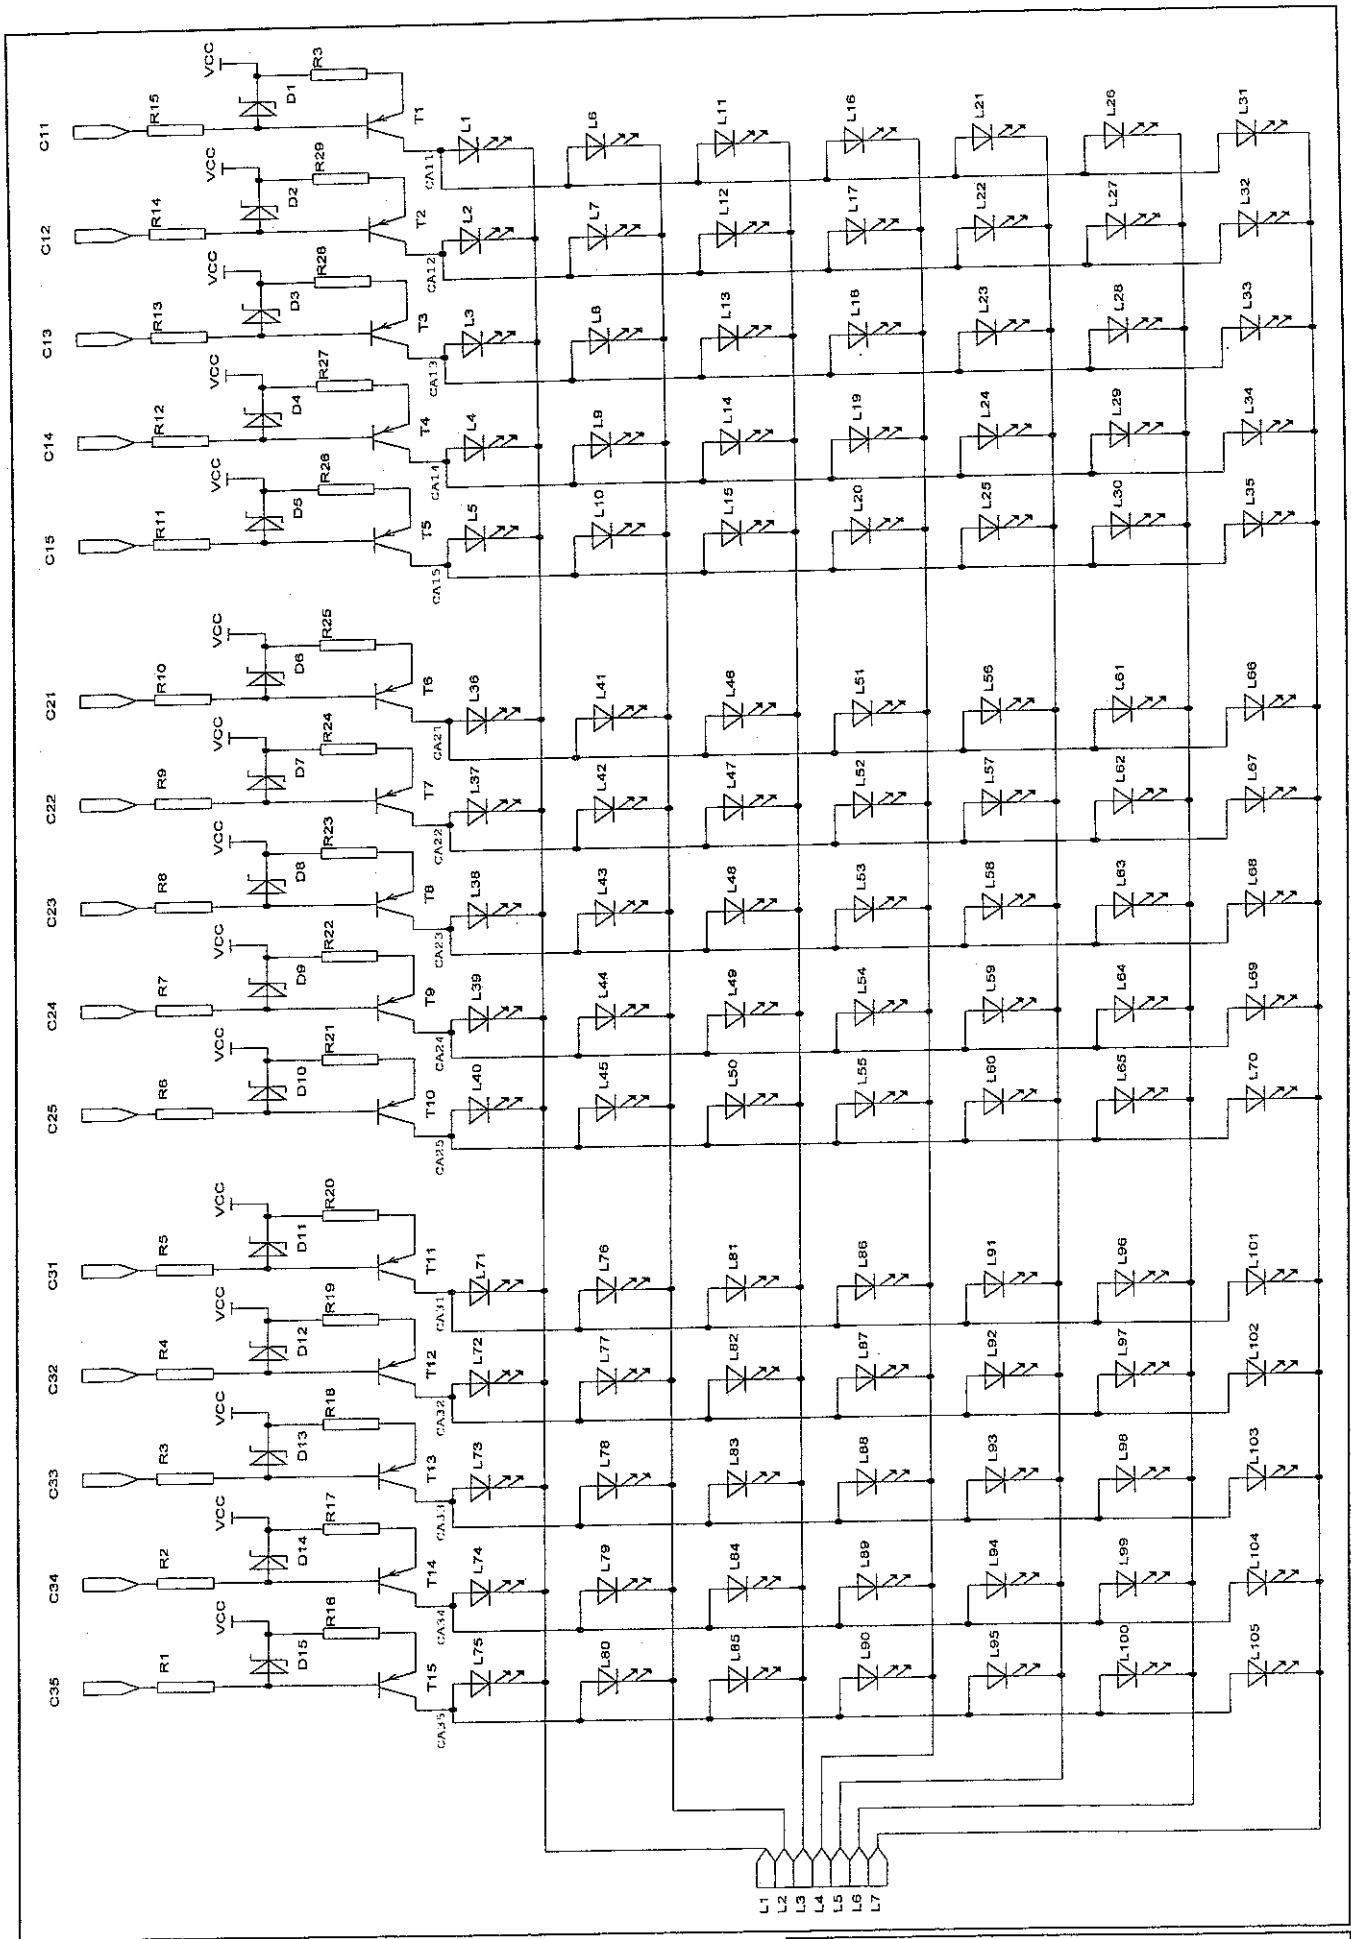 C35 C34 C33 C32 C31 C25 C24 C23 C22 C21 C15 C14 C13 C12 C11
R1 R2 R3 R4 R5 R6 R7 R8 R9 R10 R11 R12 R13 R14 R15
VCC VCC VCC VCC VCC VCC VCC VCC VCC VCC VCC VCC VCC VCC VCC
D15 D14 D13 D12 D11 D10 D9 D8 D7 D6 D5 D4 D3 D2 D1
R16 R17 R18 R19 R20 R21 R22 R23 R24 R25 R26 R27 R28 R29 R3
T15 T14 T13 T12 T11 T10 T9 T8 T7 T6 T5 T4 T3 T2 T1
CA35 CA34 CA33 CA32 CA31 CA25 CA24 CA23 CA22 CA21 CA15 CA14 CA13 CA12 CA11
L75 L74 L73 L72 L71 L40 L39 L38 L37 L36 L5 L4 L3 L2 L1
L80 L79 L78 L77 L76 L45 L44 L43 L42 L41 L10 L9 L8 L7 L6
L85 L84 L83 L82 L81 L50 L49 L48 L47 L46 L15 L14 L13 L12 L11
L90 L89 L88 L87 L86 L55 L54 L53 L52 L51 L20 L19 L18 L17 L16
L95 L94 L93 L92 L91 L60 L59 L58 L57 L56 L25 L24 L23 L22 L21
L100 L99 L98 L97 L96 L65 L64 L63 L62 L61 L30 L29 L28 L27 L26
L105 L104 L103 L102 L101 L70 L69 L68 L67 L66 L35 L34 L33 L32 L31
L1
L2
L3
L4
L5
L6
L7